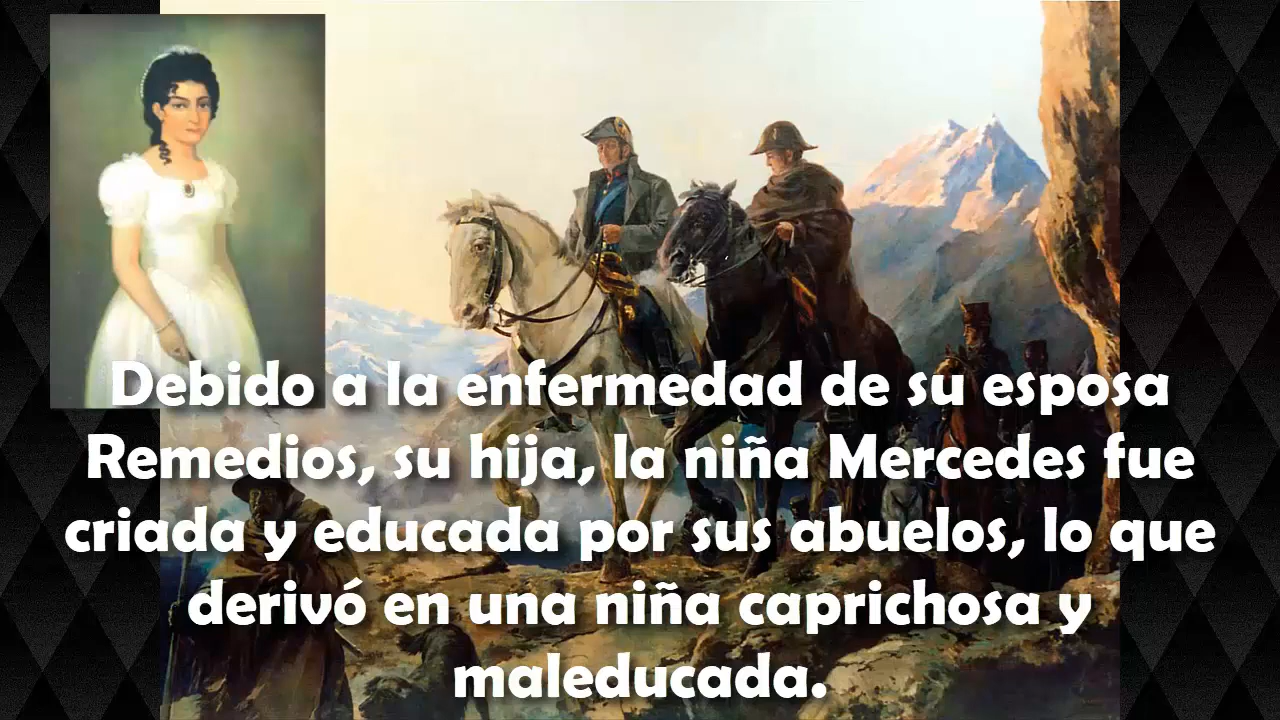 Debido a la enfermedad de su esposa
Remedios, su hija, la niña Mercedes fue
criada y educada por sus abuelos, lo que
derivó en una niña caprichosa y
maleducada.